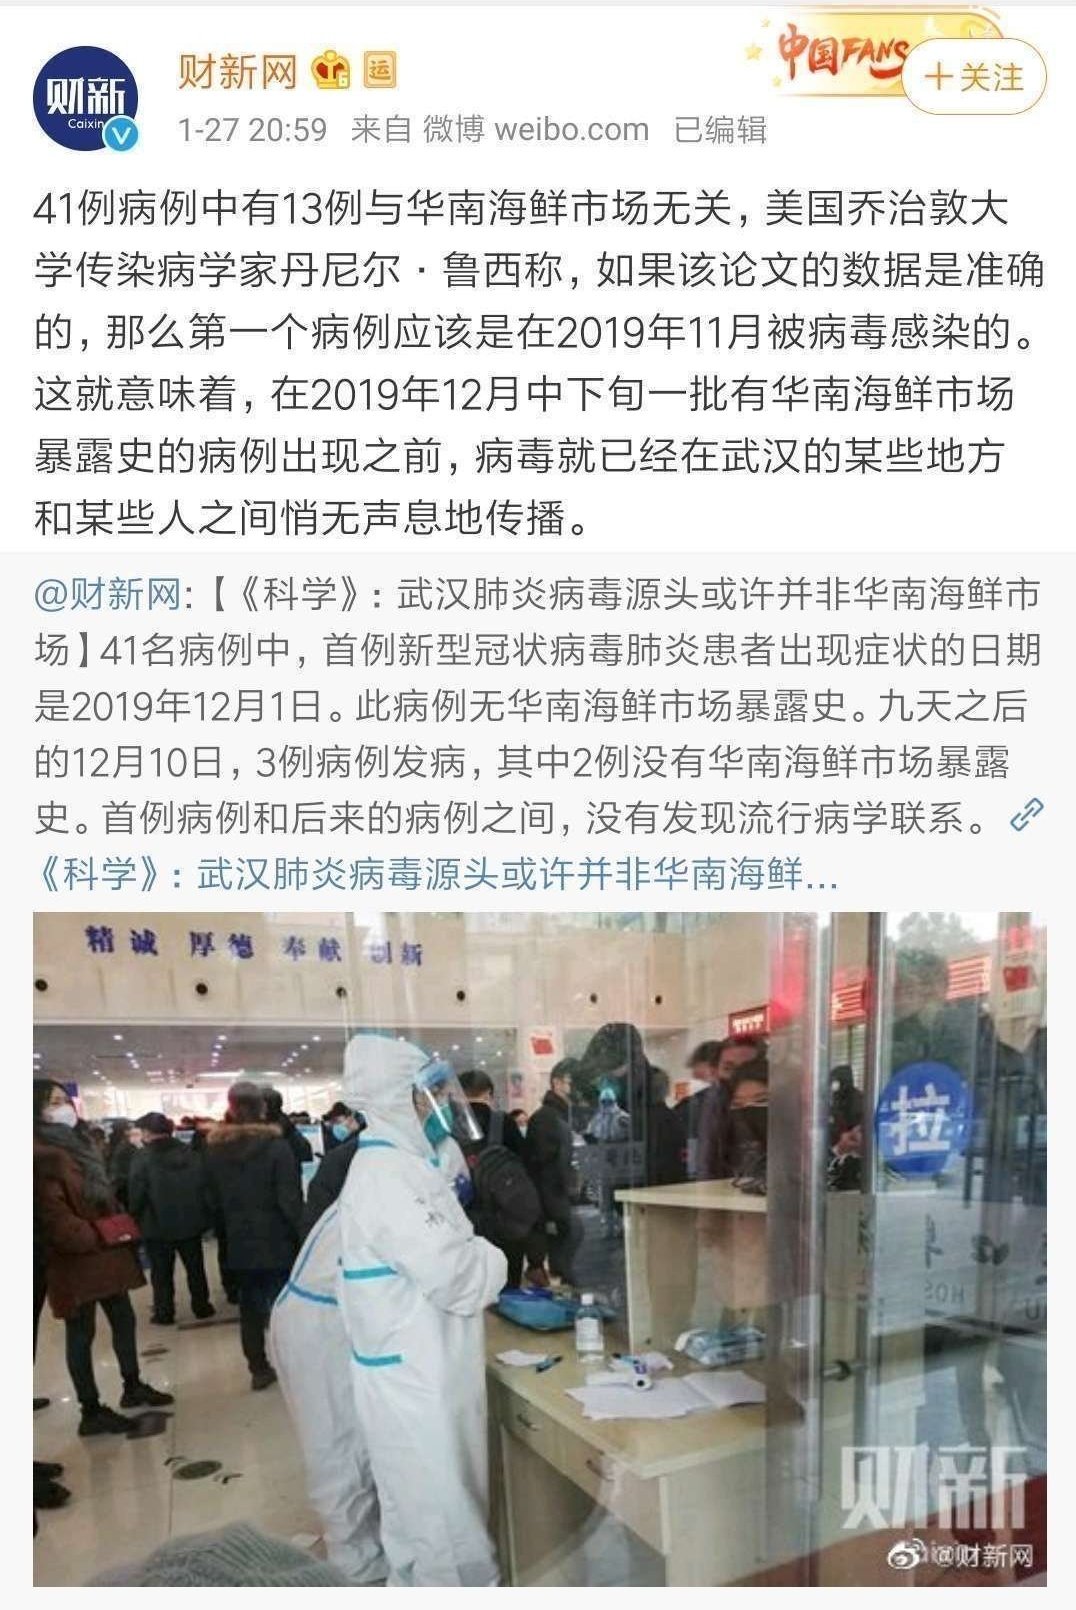 财新
Caixin
财新网
运
中国FANS
+关注
1-27 20:59 来自 微博 weibo.com 已编辑
41例病例中有13例与华南海鲜市场无关，美国乔治敦大
学传染病学家丹尼尔·鲁西称，如果该论文的数据是准确
的，那么第一个病例应该是在2019年11月被病毒感染的。
这就意味着，在2019年12月中下旬一批有华南海鲜市场
暴露史的病例出现之前，病毒就已经在武汉的某些地方
和某些人之间悄无声息地传播。
@财新网:【《科学》: 武汉肺炎病毒源头或许并非华南海鲜市
场】41名病例中，首例新型冠状病毒肺炎患者出现症状的日期
是2019年12月1日。此病例无华南海鲜市场暴露史。九天之后
的12月10日，3例病例发病，其中2例没有华南海鲜市场暴露
史。首例病例和后来的病例之间，没有发现流行病学联系。
《科学》: 武汉肺炎病毒源头或许并非华南海鲜...
精诚 厚德 奉献 创新
拉
HOS
财新
@财新网